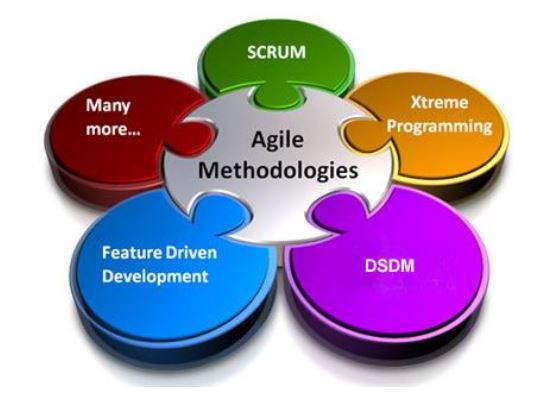 SCRUM
Many
more...
Xtreme
Programming
Agile
Methodologies
Feature Driven
Development
DSDM